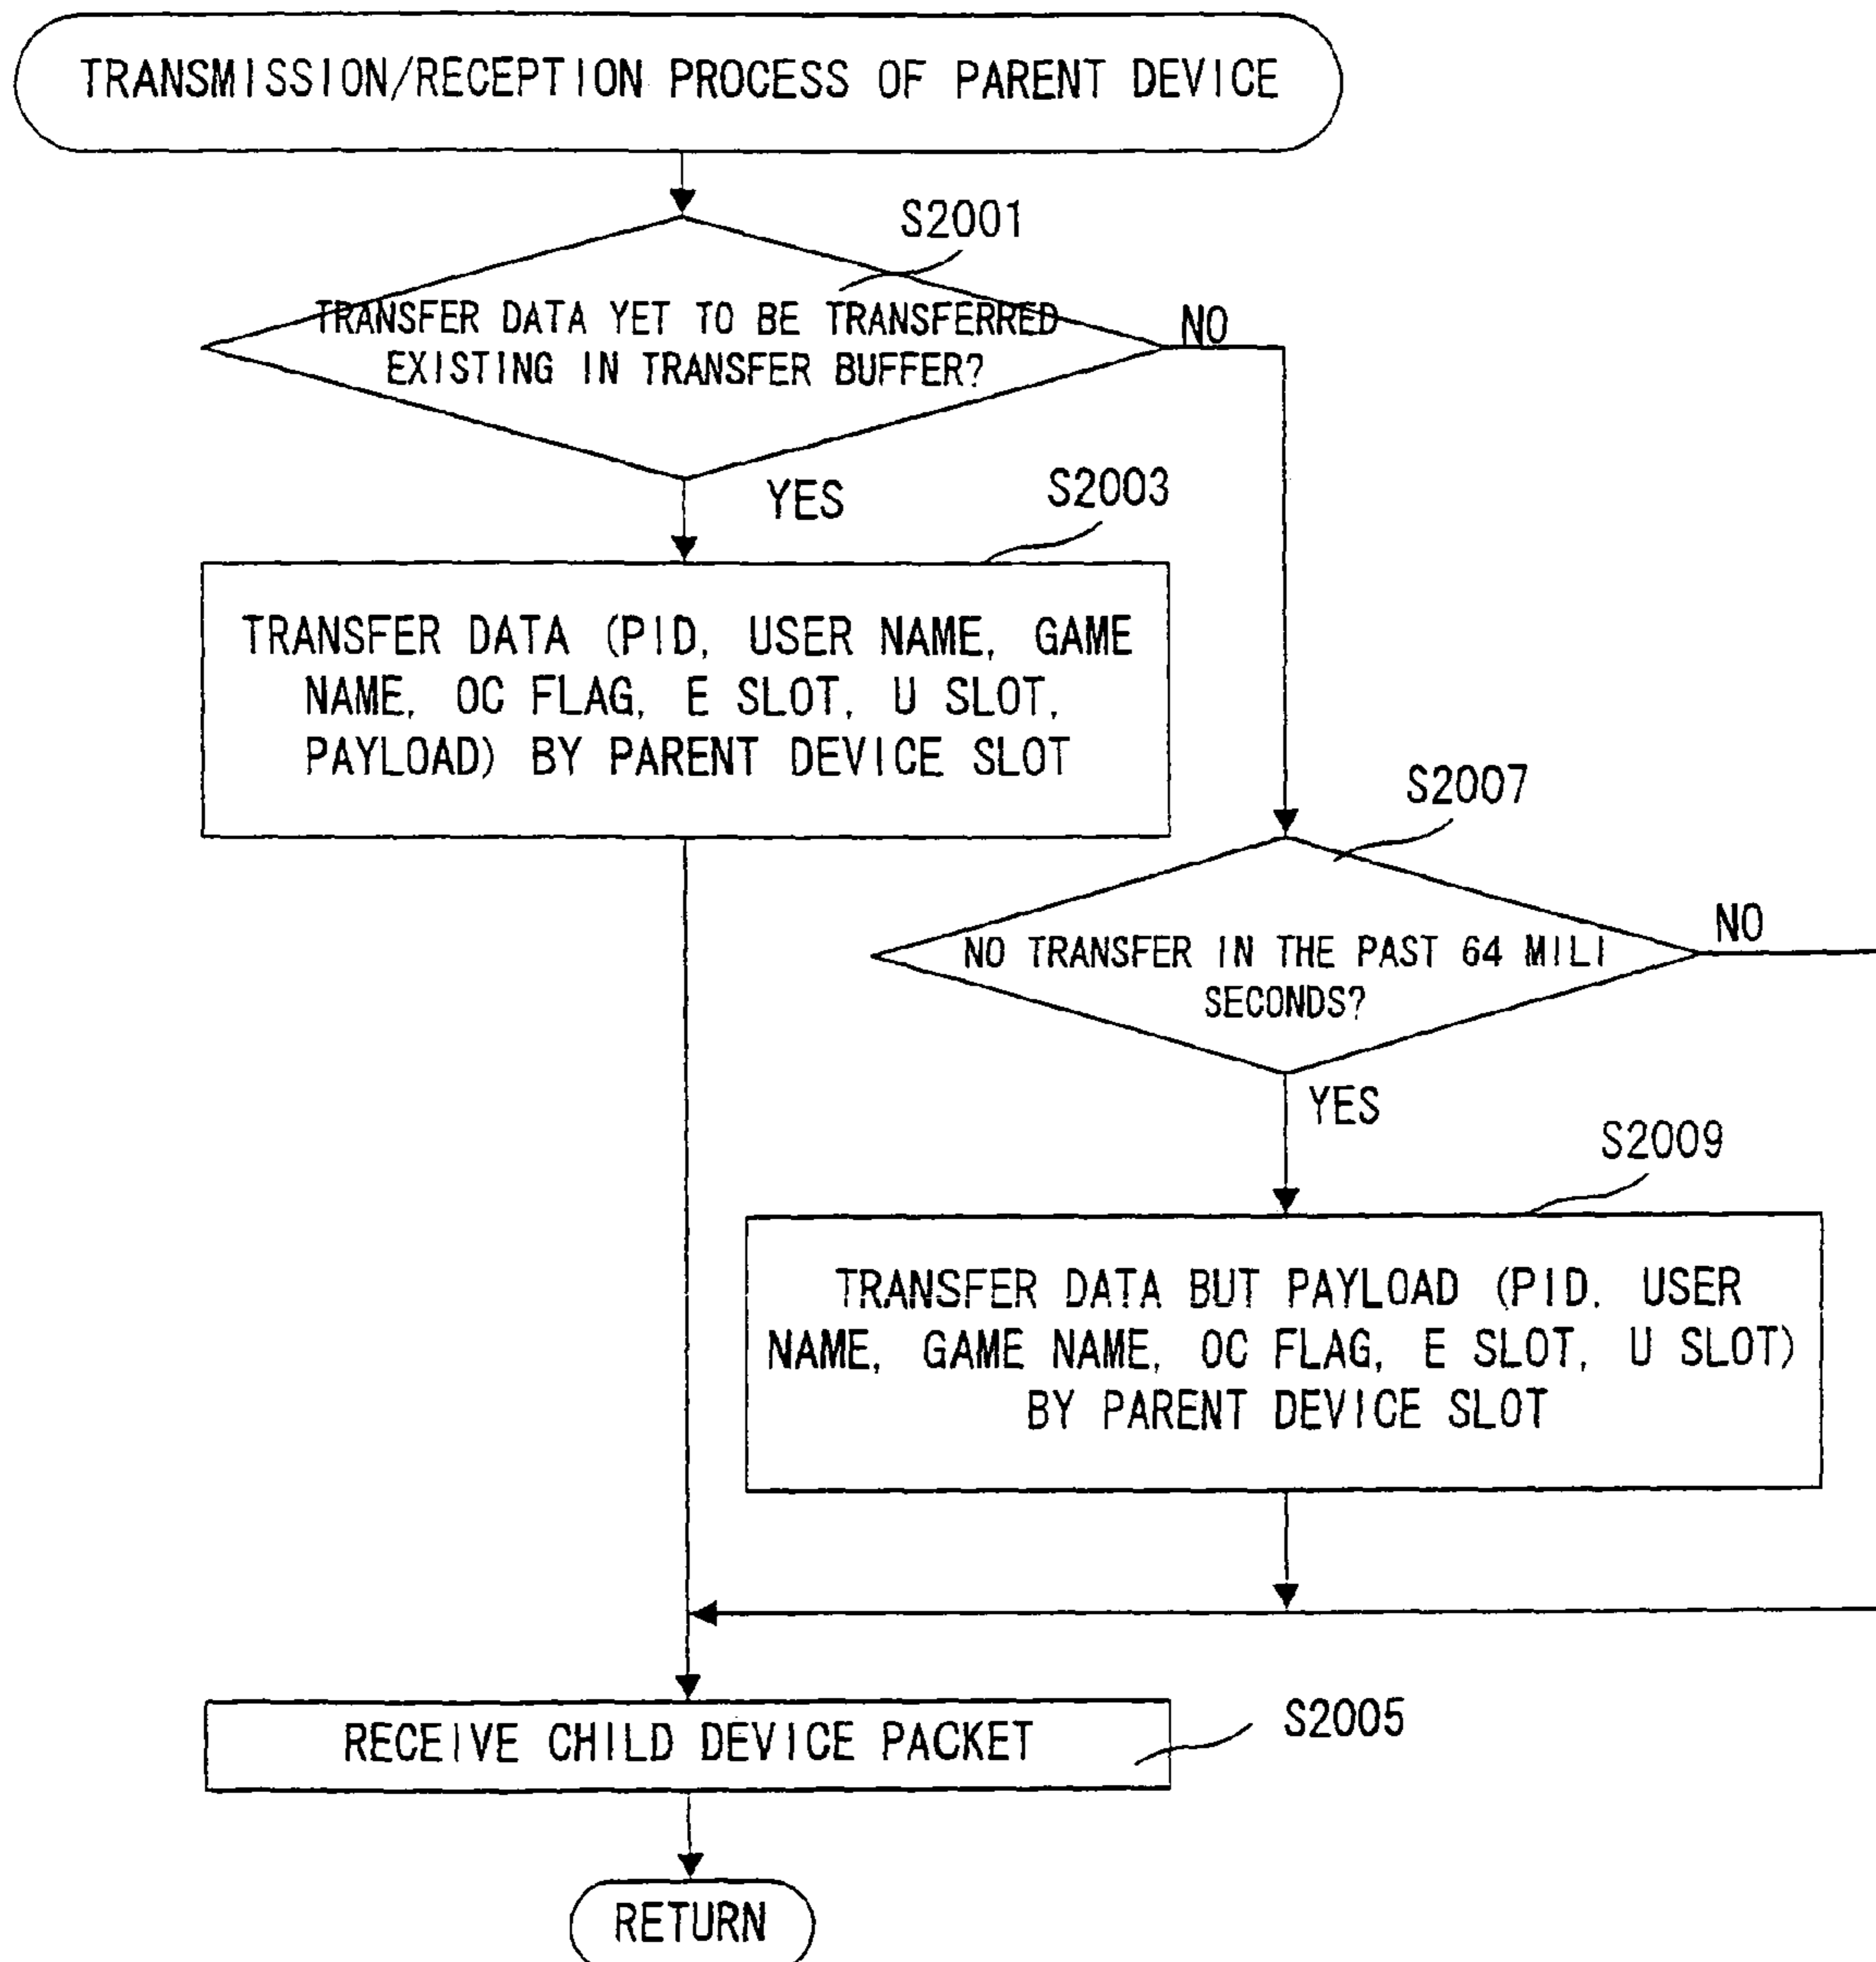 TRANSMISSION/RECEPTION PROCESS OF PARENT DEVICE
S2001
TRANSFER DATA YET TO BE TRANSFERRED
EXISTING IN TRANSFER BUFFER?
NO
YES
S2003
TRANSFER DATA (PID, USER NAME, GAME
NAME, OC FLAG, E SLOT, U SLOT,
PAYLOAD) BY PARENT DEVICE SLOT
S2007
NO TRANSFER IN THE PAST 64 MILI
SECONDS?
NO
YES
S2009
TRANSFER DATA BUT PAYLOAD (PID, USER
NAME, GAME NAME, OC FLAG, E SLOT, U SLOT)
BY PARENT DEVICE SLOT
RECEIVE CHILD DEVICE PACKET
S2005
RETURN